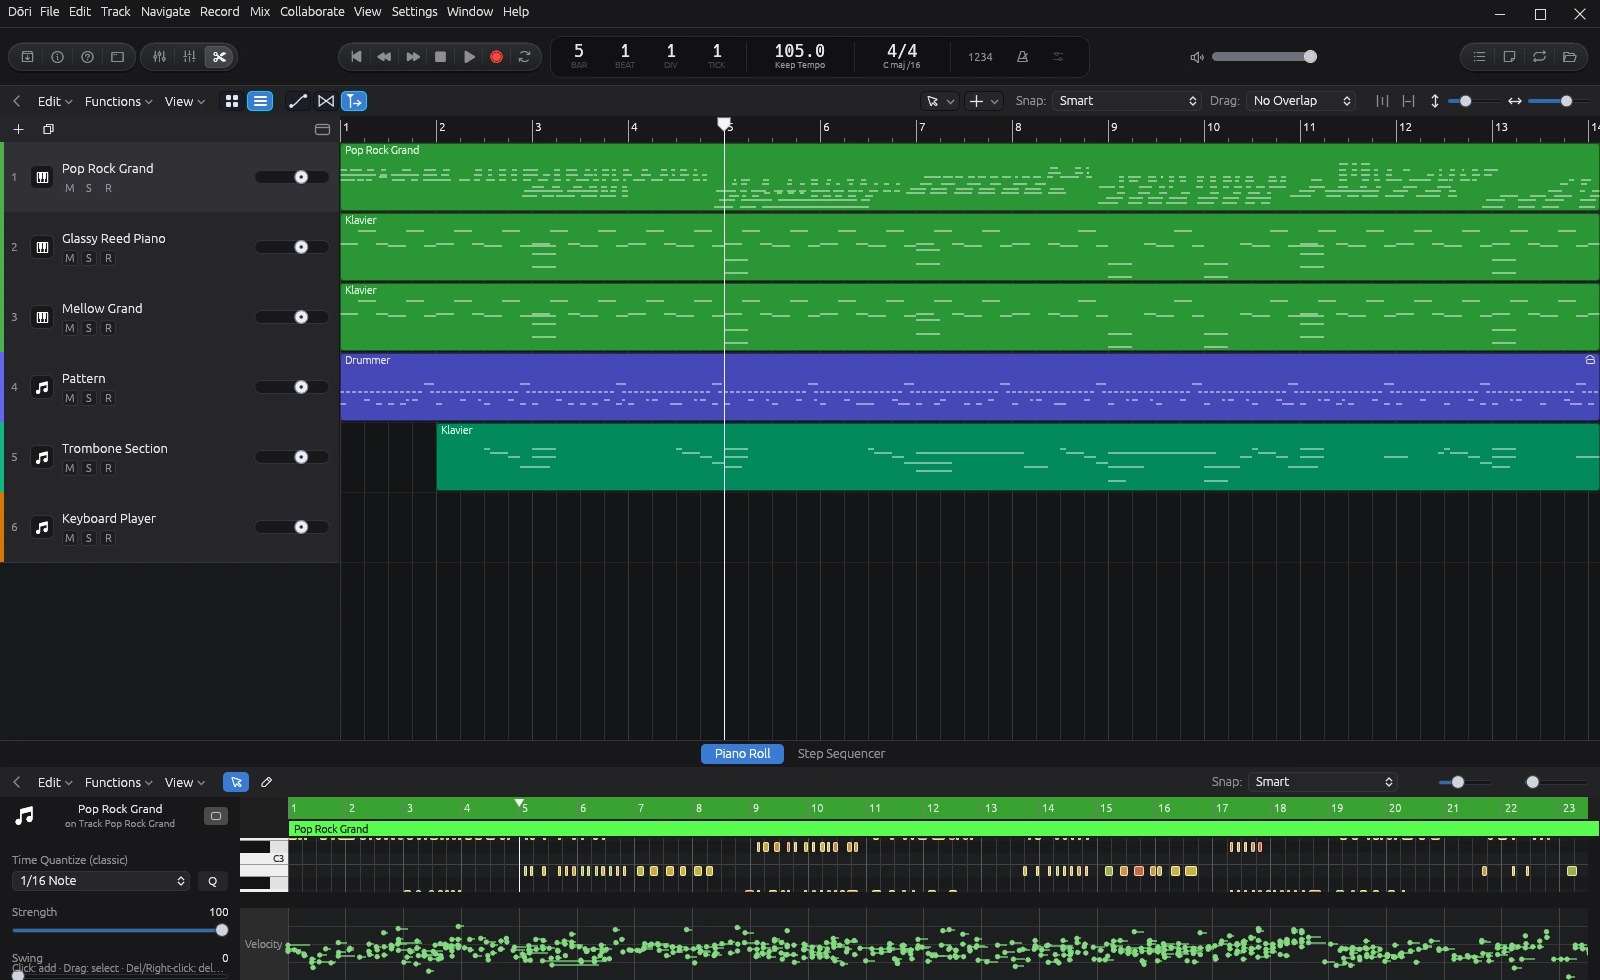 Dōri File Edit Track Navigate Record Mix Collaborate View Settings Window Help
5 1 1 1 105.0 4/4 1234
BAR BEAT DIV TICK Keep Tempo C maj /16
Edit Functions View Snap: Smart Drag: No Overlap
1 2 3 4 5 6 7 8 9 10 11 12 13 14
1 Pop Rock Grand
M S R
Pop Rock Grand
2 Glassy Reed Piano
M S R
Klavier
3 Mellow Grand
M S R
Klavier
4 Pattern
M S R
Drummer
5 Trombone Section
M S R
Klavier
6 Keyboard Player
M S R
Piano Roll Step Sequencer
Edit Functions View Snap: Smart
Pop Rock Grand
on Track Pop Rock Grand
1 2 3 4 5 6 7 8 9 10 11 12 13 14 15 16 17 18 19 20 21 22 23
Pop Rock Grand
C3
Time Quantize (classic)
1/16 Note Q
Strength 100
Velocity
Swing 0
Click: add · Drag: select · Del/Right-click: del...